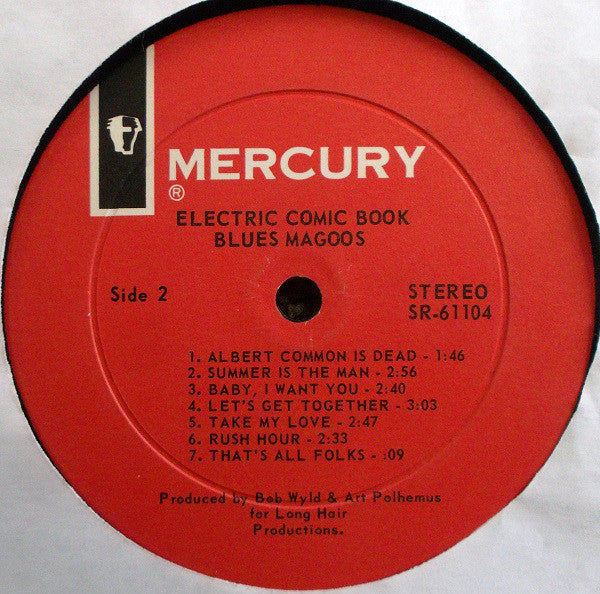 MERCURY
®
ELECTRIC COMIC BOOK
BLUES MAGOOS
Side 2
STEREO
SR-61104
1. ALBERT COMMON IS DEAD - 1:46
2. SUMMER IS THE MAN - 2:56
3. BABY, I WANT YOU - 2:40
4. LET'S GET TOGETHER - 3:03
5. TAKE MY LOVE - 2:47
6. RUSH HOUR - 2:33
7. THAT'S ALL FOLKS - :09
Produced by Bob Wyld & Art Polhemus
for Long Hair
Productions.